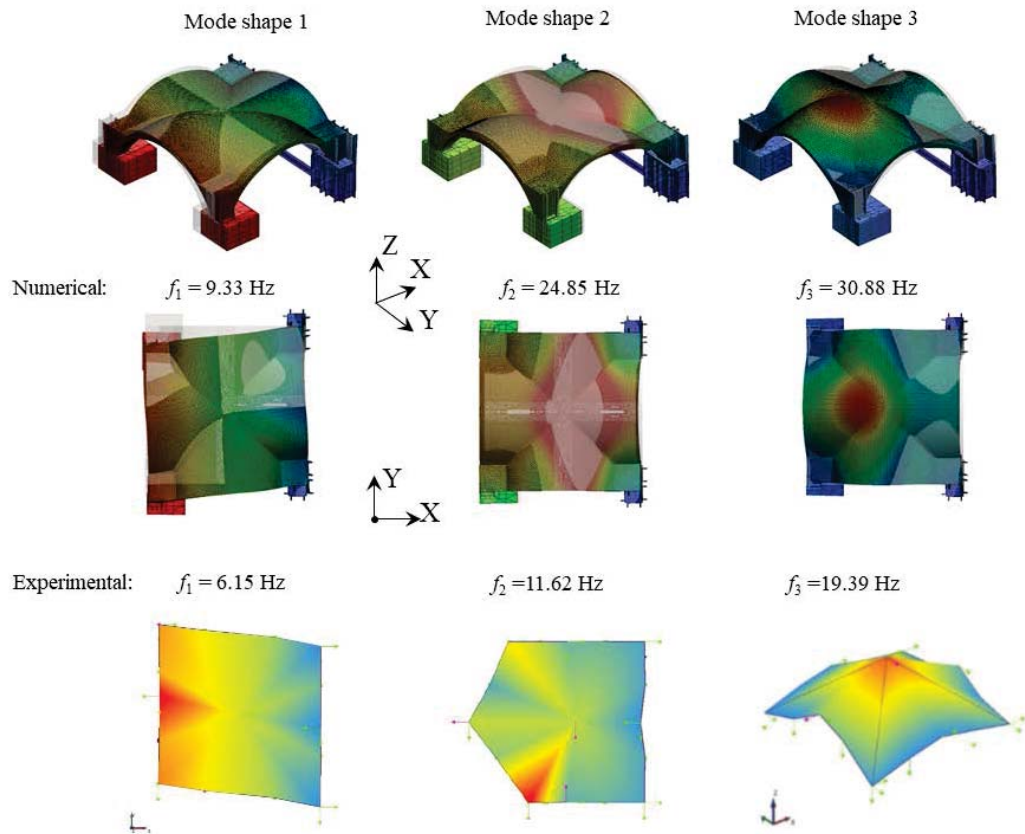 Mode shape 1 Mode shape 2 Mode shape 3
Z
X
Y
Numerical: f1 = 9.33 Hz f2 = 24.85 Hz f3 = 30.88 Hz
Y
X
Experimental: f1 = 6.15 Hz f2 =11.62 Hz f3 =19.39 Hz